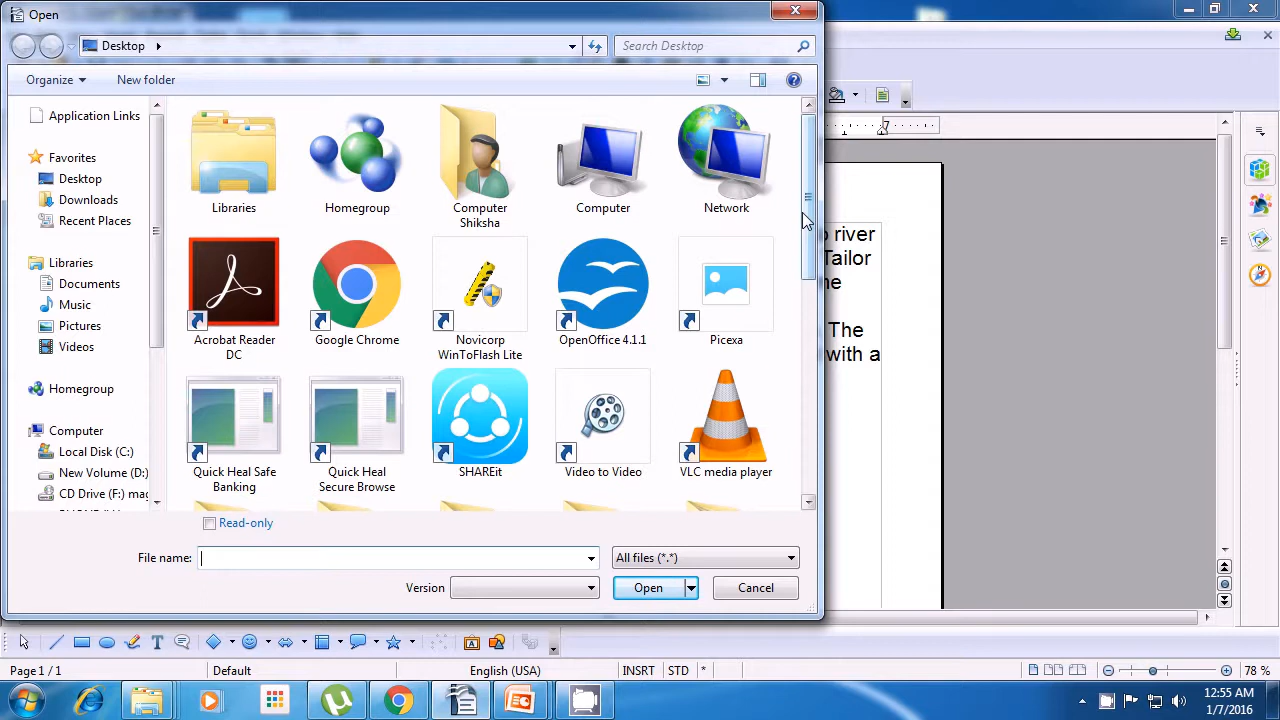 Open
Desktop
Search Desktop
Organize
New folder
Application Links
Favorites
Desktop
Downloads
Recent Places
Libraries
Documents
Music
Pictures
Videos
Homegroup
Computer
Local Disk (C:)
New Volume (D:)
CD Drive (F:) mag
Libraries
Homegroup
Computer
Shiksha
Computer
Network
Acrobat Reader
DC
Google Chrome
Novicorp
WinToFlash Lite
OpenOffice 4.1.1
Picexa
Quick Heal Safe
Banking
Quick Heal
Secure Browse
SHAREit
Video to Video
VLC media player
Read-only
File name:
All files (*.*)
Version
Open
Cancel
7
river
Tailor
The
with a
Page 1 / 1
Default
English (USA)
INSRT
STD
*
78 %
12:55 AM
1/7/2016